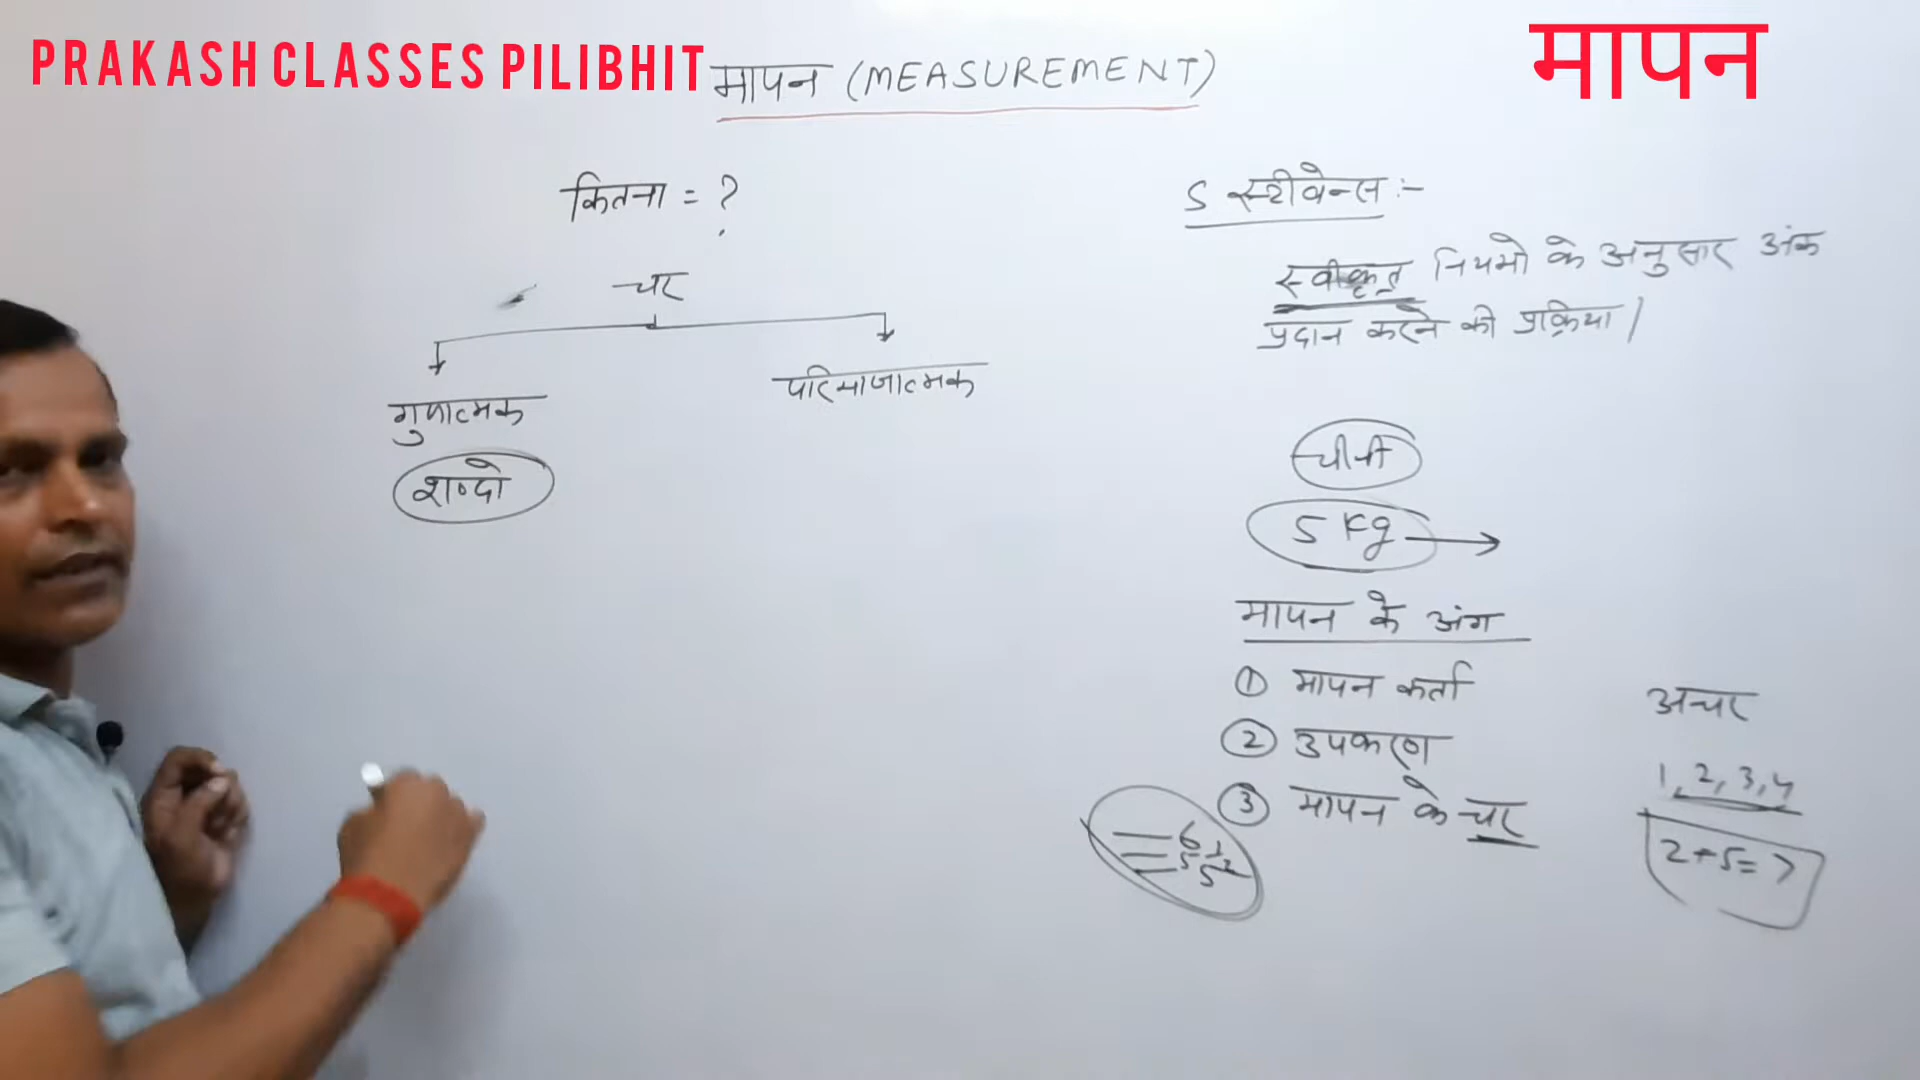 PRAKASH CLASSES PILIBHIT
मापन
मापन (MEASUREMENT)
कितना = ?
चर
गुणात्मक
परिमाणात्मक
शब्दो
S स्टीवेन्स :-
स्वीकृत नियमो के अनुसार अंक
प्रदान करने की प्रक्रिया।
चीनी
5 Kg
मापन के अंग
① मापन कर्ता
② उपकरण
③ मापन के चर
अचर
1, 2, 3, 4
2+5=7